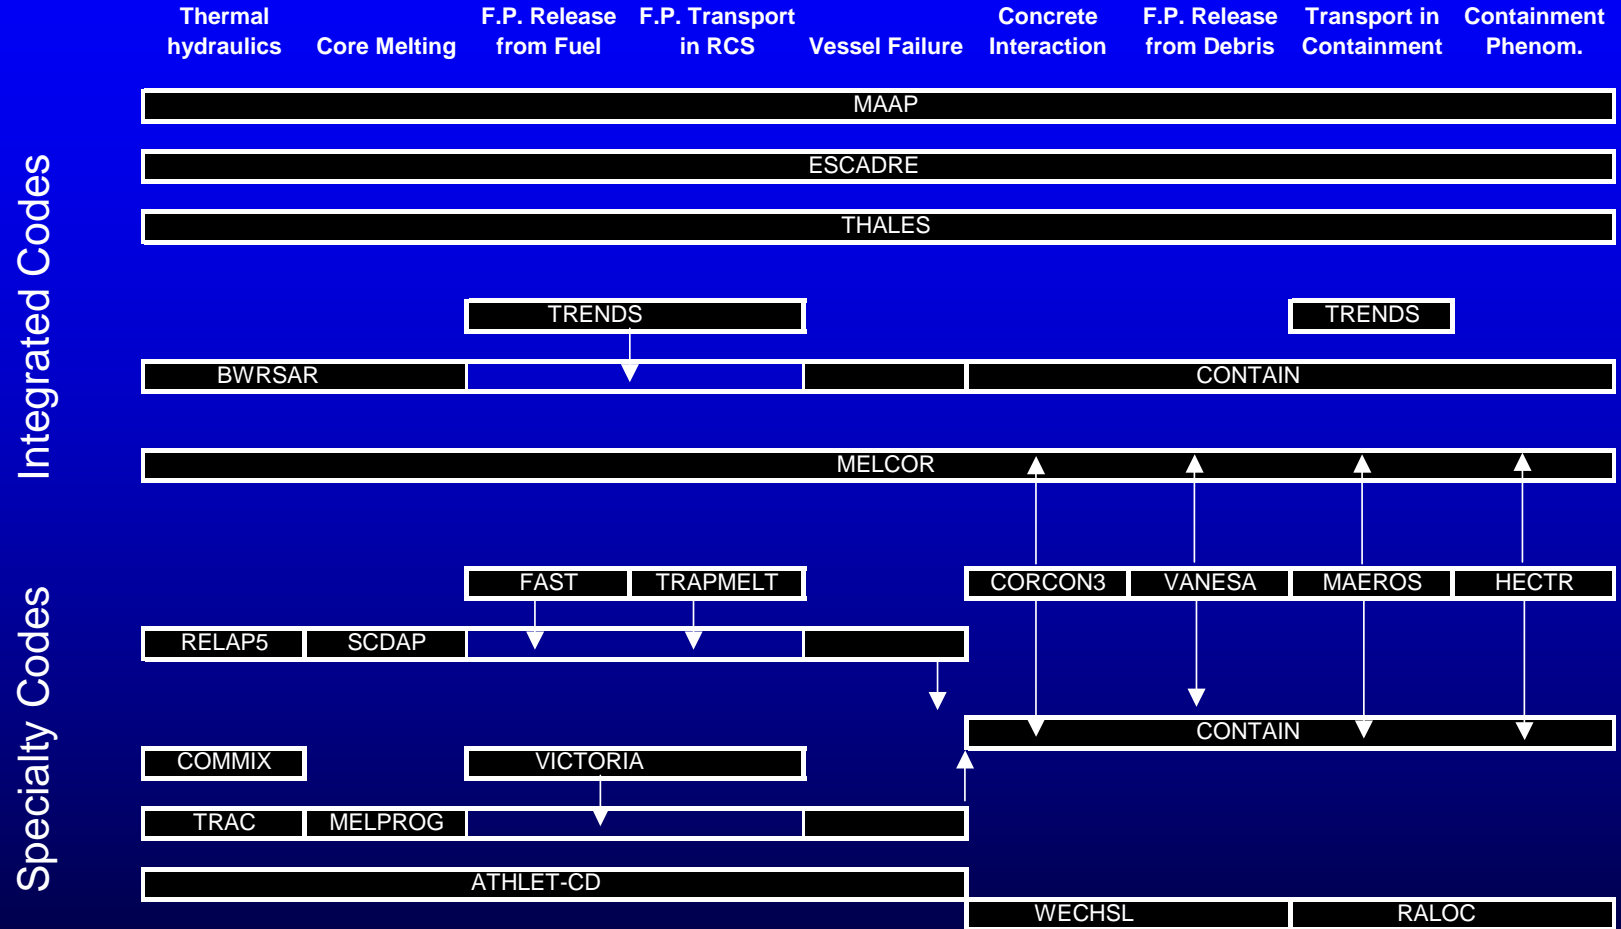 Thermal
hydraulics
Core Melting
F.P. Release
from Fuel
F.P. Transport
in RCS
Vessel Failure
Concrete
Interaction
F.P. Release
from Debris
Transport in
Containment
Containment
Phenom.
Integrated Codes
MAAP
ESCADRE
THALES
TRENDS
TRENDS
BWRSAR
CONTAIN
MELCOR
Specialty Codes
FAST
TRAPMELT
CORCON3
VANESA
MAEROS
HECTR
RELAP5
SCDAP
CONTAIN
COMMIX
VICTORIA
TRAC
MELPROG
ATHLET-CD
WECHSL
RALOC